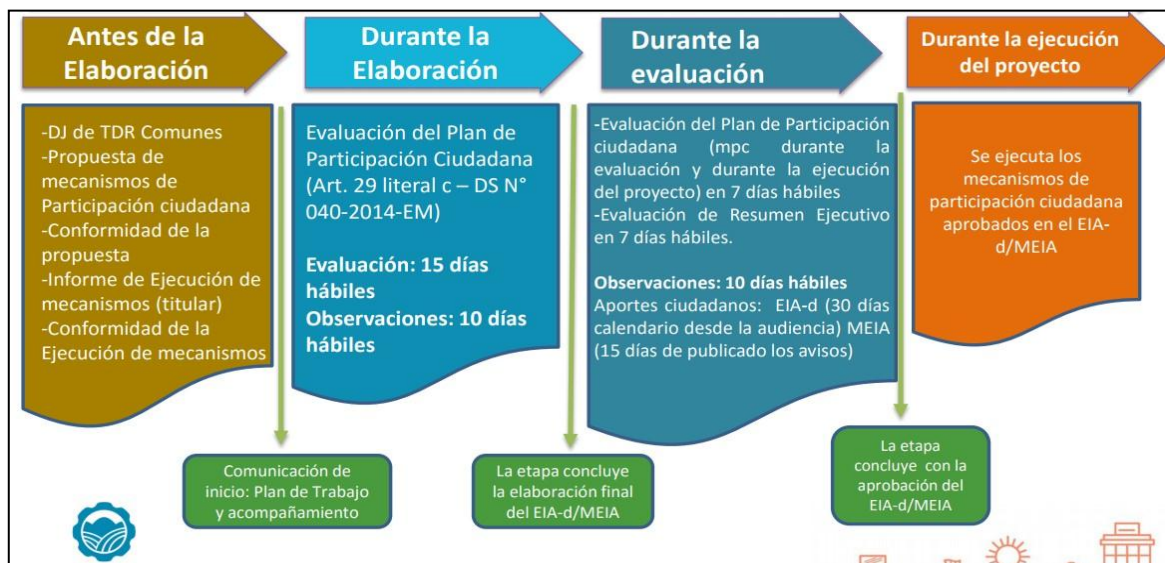 Antes de la
Elaboración
Durante la
Elaboración
Durante la
evaluación
Durante la ejecución
del proyecto
-DJ de TDR Comunes
-Propuesta de
mecanismos de
Participación ciudadana
-Conformidad de la
propuesta
-Informe de Ejecución de
mecanismos (titular)
-Conformidad de la
Ejecución de mecanismos
Evaluación del Plan de
Participación Ciudadana
(Art. 29 literal c – DS N°
040-2014-EM)
Evaluación: 15 días
hábiles
Observaciones: 10 días
hábiles
-Evaluación del Plan de Participación
ciudadana (mpc durante la
evaluación y durante la ejecución
del proyecto) en 7 días hábiles
-Evaluación de Resumen Ejecutivo
en 7 días hábiles.
Observaciones: 10 días hábiles
Aportes ciudadanos: EIA-d (30 días
calendario desde la audiencia) MEIA
(15 días de publicado los avisos)
Se ejecuta los
mecanismos de
participación ciudadana
aprobados en el EIA-
d/MEIA
Comunicación de
inicio: Plan de Trabajo
y acompañamiento
La etapa concluye
la elaboración final
del EIA-d/MEIA
La etapa
concluye con la
aprobación del
EIA-d/MEIA